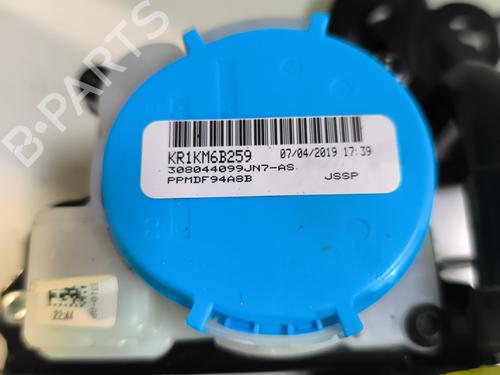 B-PARTS
KR1KM6B259 07/04/2019 17:39
308044099JN7-AS
PPMDF94A8B JSSP
22:44